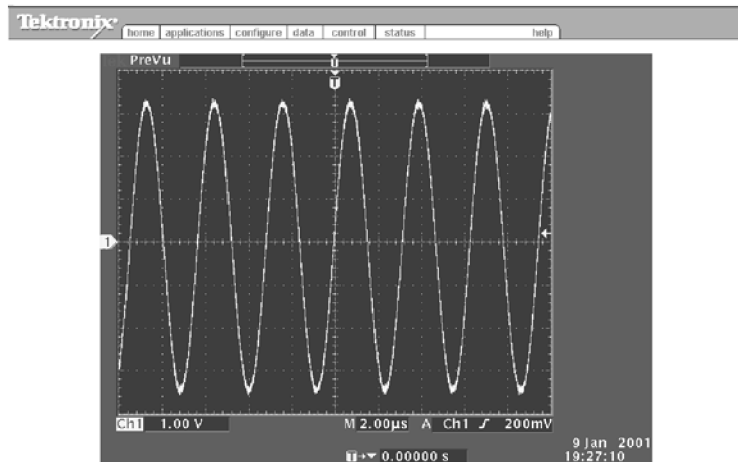 Tektronix
home applications configure data control status help
PreVu
T
1
Ch1 1.00 V M 2.00µs A Ch1 200mV
T 0.00000 s
9 Jan 2001
19:27:10